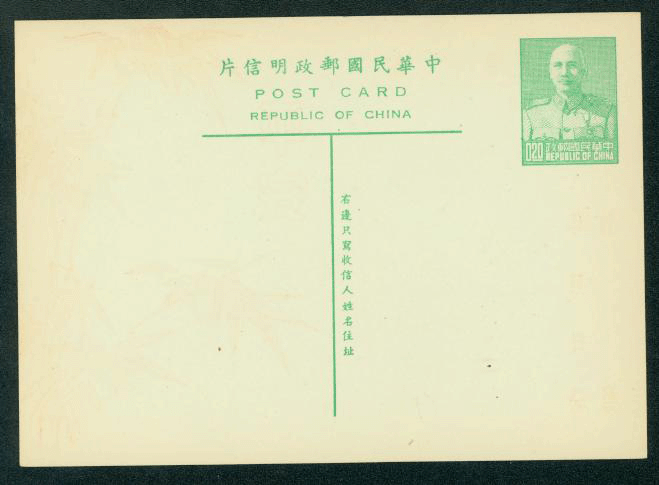 中華民國郵政明信片
POST CARD
REPUBLIC OF CHINA
0.20
中華民國郵政
REPUBLIC OF CHINA
右邊只寫收信人姓名住址